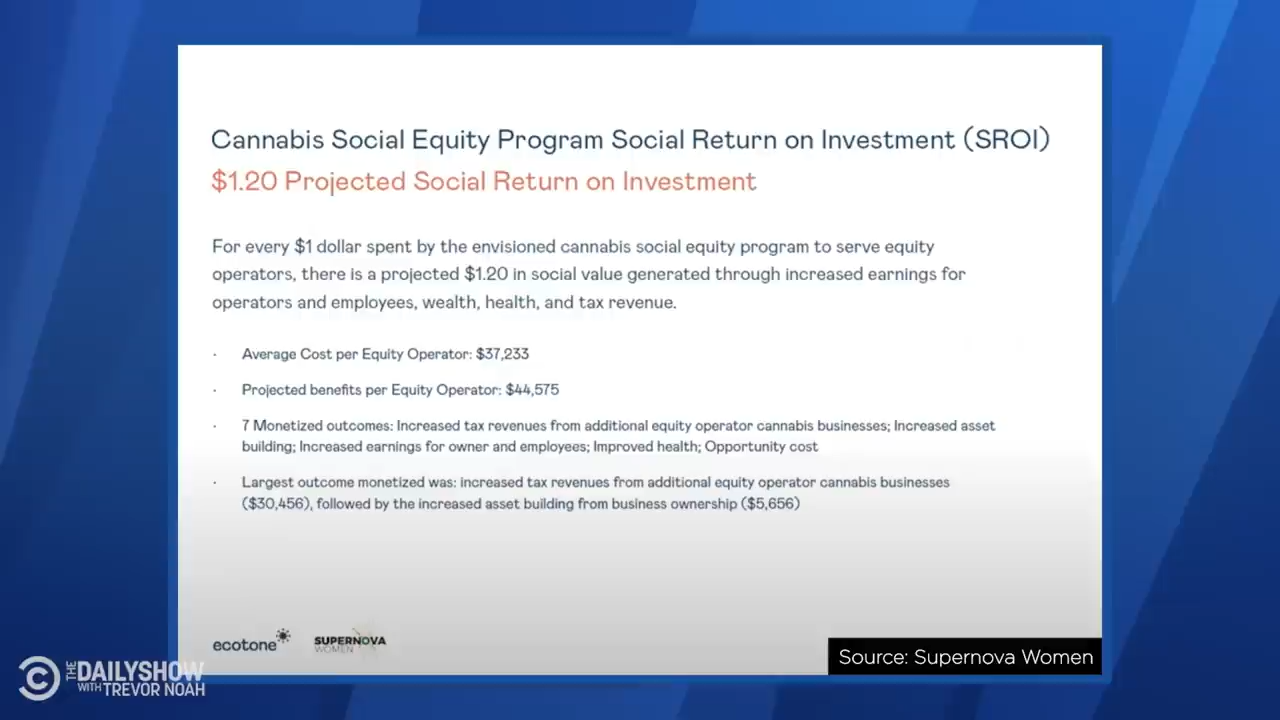 Cannabis Social Equity Program Social Return on Investment (SROI)
$1.20 Projected Social Return on Investment
For every $1 dollar spent by the envisioned cannabis social equity program to serve equity
operators, there is a projected $1.20 in social value generated through increased earnings for
operators and employees, wealth, health, and tax revenue.
· Average Cost per Equity Operator: $37,233
· Projected benefits per Equity Operator: $44,575
· 7 Monetized outcomes: Increased tax revenues from additional equity operator cannabis businesses; Increased asset
building; Increased earnings for owner and employees; Improved health; Opportunity cost
· Largest outcome monetized was: increased tax revenues from additional equity operator cannabis businesses
($30,456), followed by the increased asset building from business ownership ($5,656)
ecotone
SUPERNOVA
WOMEN
Source: Supernova Women
THE DAILYSHOW
WITH TREVOR NOAH